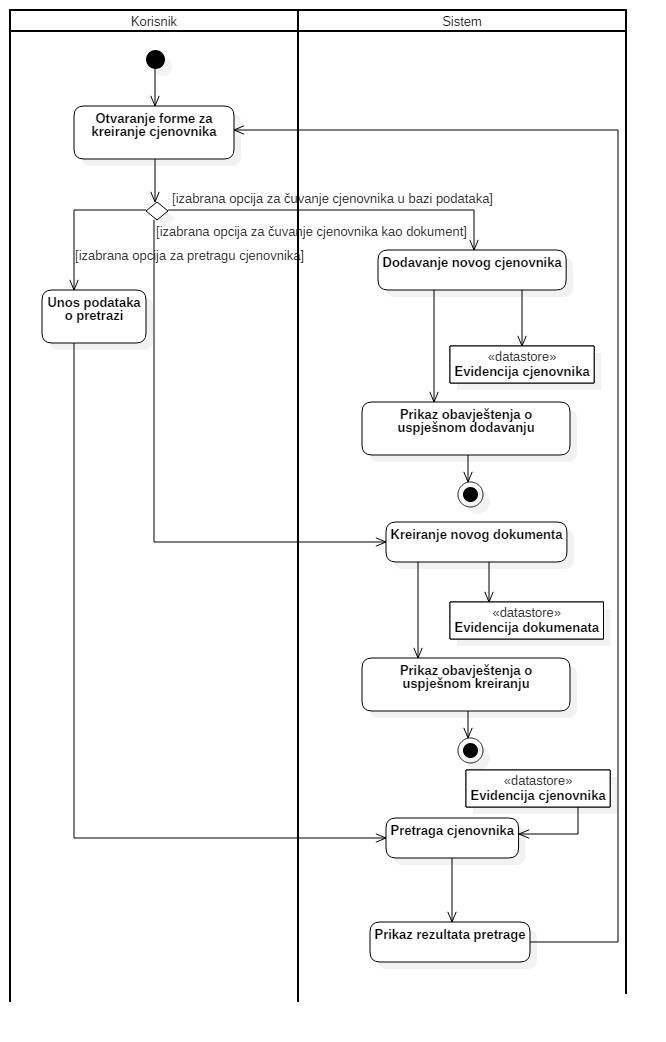 Korisnik
Sistem
Otvaranje forme za
kreiranje cjenovnika
[izabrana opcija za čuvanje cjenovnika u bazi podataka]
[izabrana opcija za čuvanje cjenovnika kao dokument]
[izabrana opcija za pretragu cjenovnika]
Dodavanje novog cjenovnika
Unos podataka
o pretrazi
«datastore»
Evidencija cjenovnika
Prikaz obavještenja o
uspješnom dodavanju
Kreiranje novog dokumenta
«datastore»
Evidencija dokumenata
Prikaz obavještenja o
uspješnom kreiranju
«datastore»
Evidencija cjenovnika
Pretraga cjenovnika
Prikaz rezultata pretrage